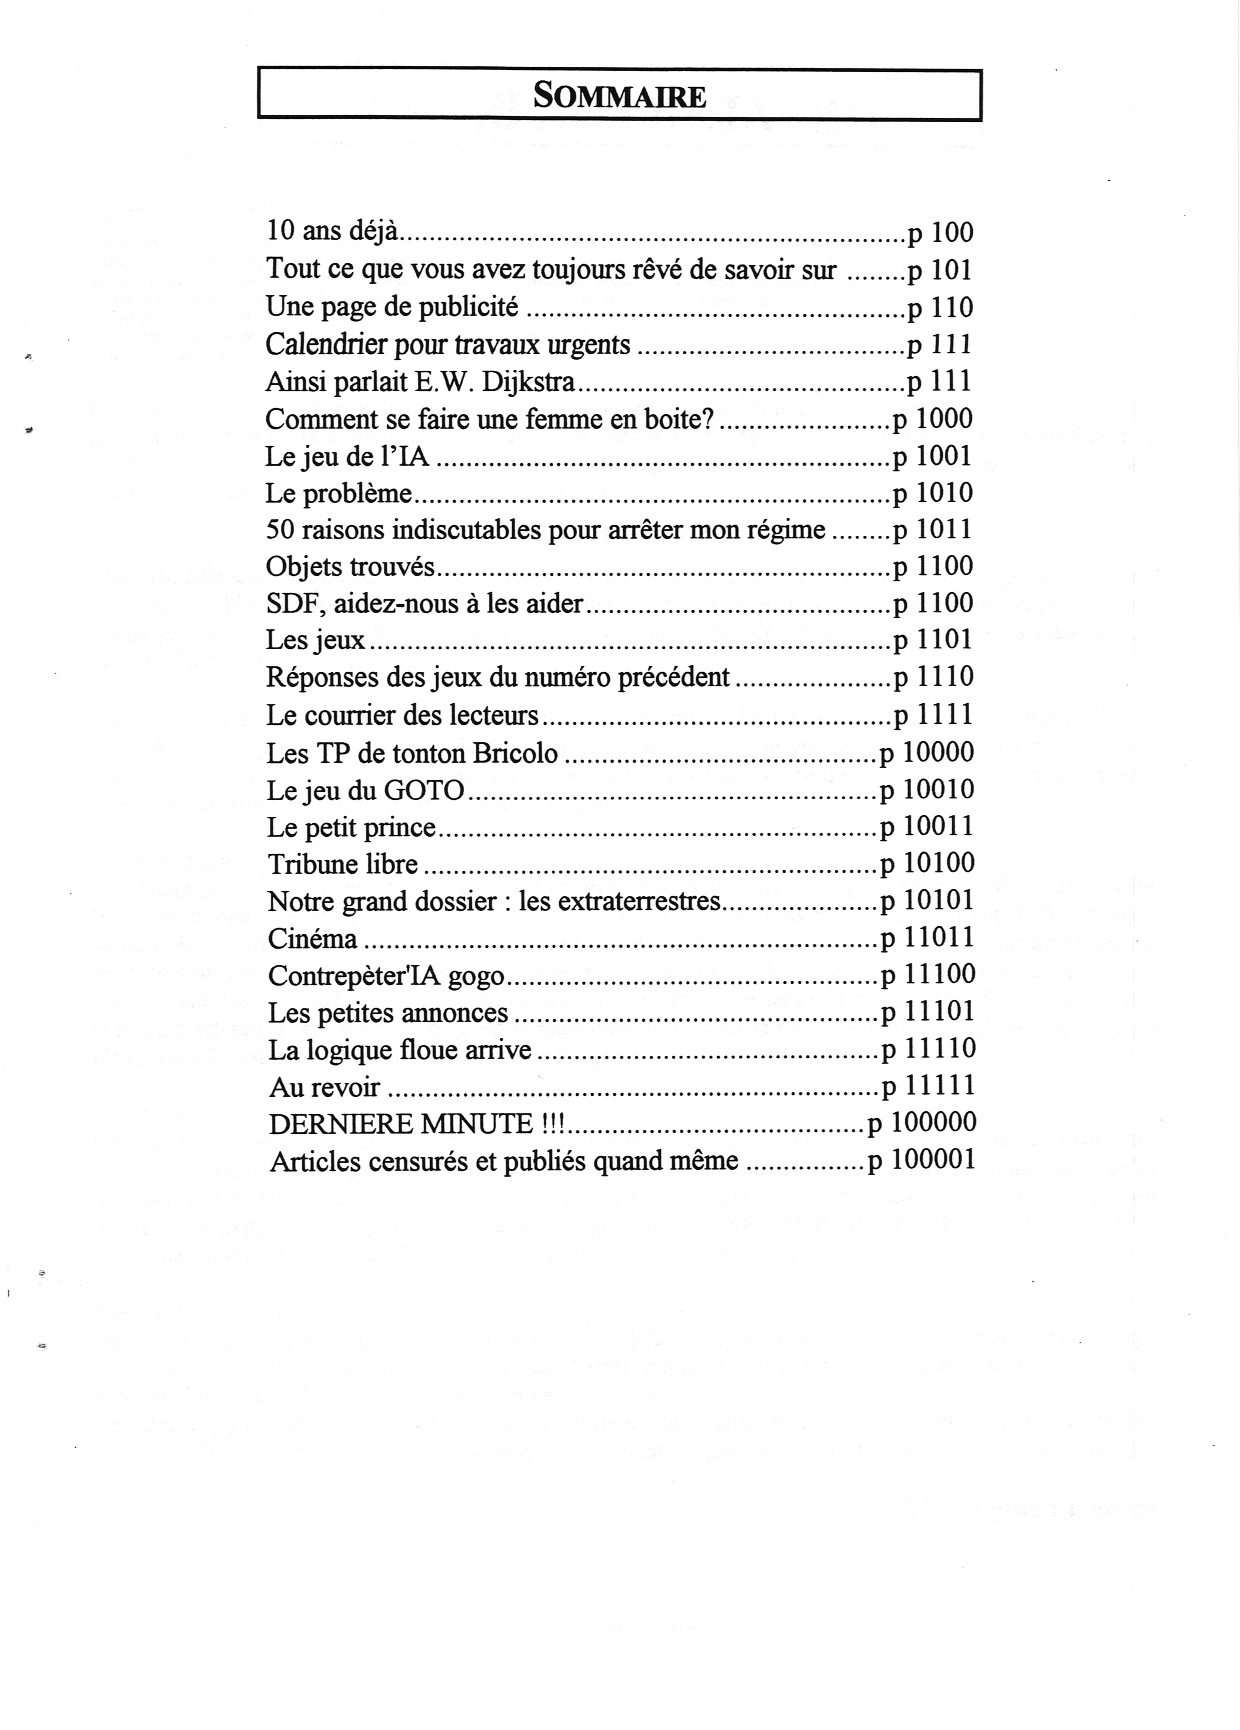 SOMMAIRE
10 ans déjà....................................................................p 100
Tout ce que vous avez toujours rêvé de savoir sur ........p 101
Une page de publicité ..................................................p 110
Calendrier pour travaux urgents ....................................p 111
Ainsi parlait E.W. Dijkstra............................................p 111
Comment se faire une femme en boite?.......................p 1000
Le jeu de l'IA .............................................................p 1001
Le problème................................................................p 1010
50 raisons indiscutables pour arrêter mon régime ........p 1011
Objets trouvés.............................................................p 1100
SDF, aidez-nous à les aider.........................................p 1100
Les jeux......................................................................p 1101
Réponses des jeux du numéro précédent.....................p 1110
Le courrier des lecteurs...............................................p 1111
Les TP de tonton Bricolo ..........................................p 10000
Le jeu du GOTO.......................................................p 10010
Le petit prince...........................................................p 10011
Tribune libre .............................................................p 10100
Notre grand dossier : les extraterrestres.....................p 10101
Cinéma .....................................................................p 11011
Contrepèter'IA gogo..................................................p 11100
Les petites annonces .................................................p 11101
La logique floue arrive..............................................p 11110
Au revoir ..................................................................p 11111
DERNIERE MINUTE !!!........................................p 100000
Articles censurés et publiés quand même ................p 100001